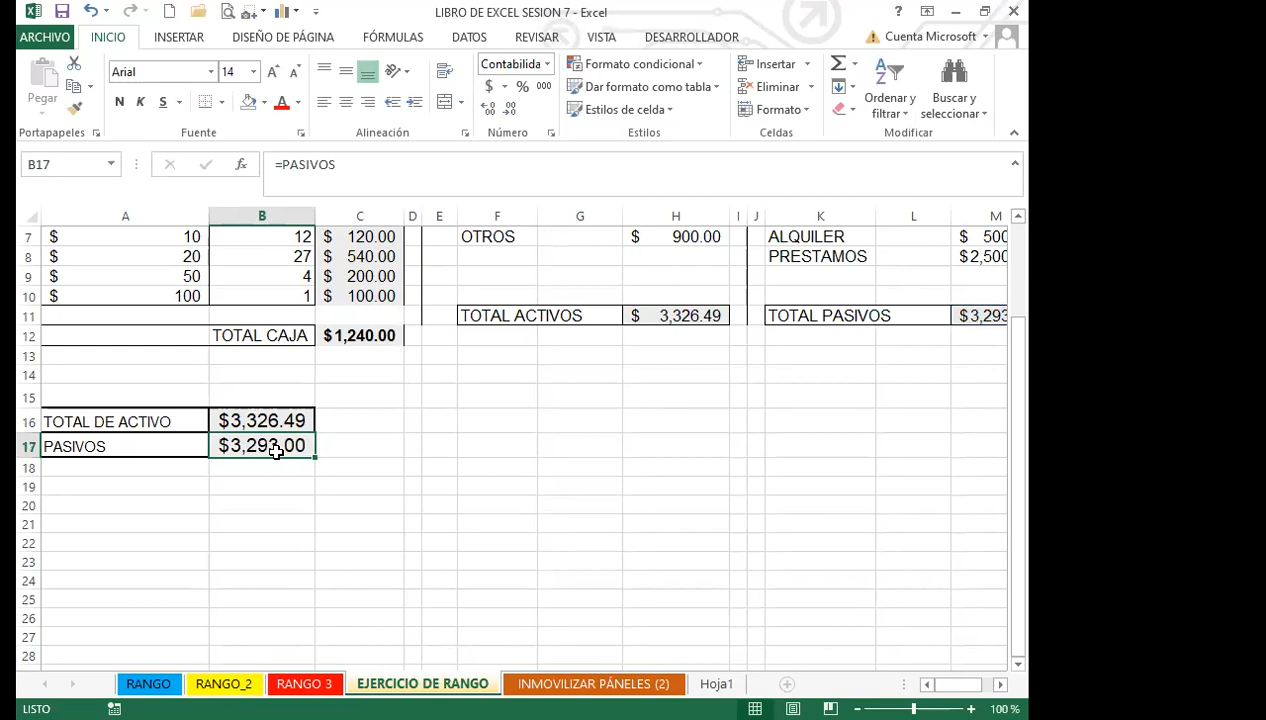 LIBRO DE EXCEL SESION 7 - Excel
ARCHIVO INICIO INSERTAR DISEÑO DE PÁGINA FÓRMULAS DATOS REVISAR VISTA DESARROLLADOR Cuenta Microsoft
Pegar
Arial 14
N K S
Contabilida
$ % 000
Formato condicional
Dar formato como tabla
Estilos de celda
Insertar
Eliminar
Formato
Ordenar y filtrar
Buscar y seleccionar
Portapapeles Fuente Alineación Número Estilos Celdas Modificar
B17 fx =PASIVOS
A B C D E F G H I J K L M
7 $ 10 12 $ 120.00 OTROS $ 900.00 ALQUILER $ 500
8 $ 20 27 $ 540.00 PRESTAMOS $2,500
9 $ 50 4 $ 200.00
10 $ 100 1 $ 100.00
11 TOTAL ACTIVOS $ 3,326.49 TOTAL PASIVOS $3,293
12 TOTAL CAJA $1,240.00
13
14
15
16 TOTAL DE ACTIVO $3,326.49
17 PASIVOS $3,293.00
18
19
20
21
22
23
24
25
26
27
28
RANGO RANGO_2 RANGO 3 EJERCICIO DE RANGO INMOVILIZAR PÁNELES (2) Hoja1
LISTO 100 %